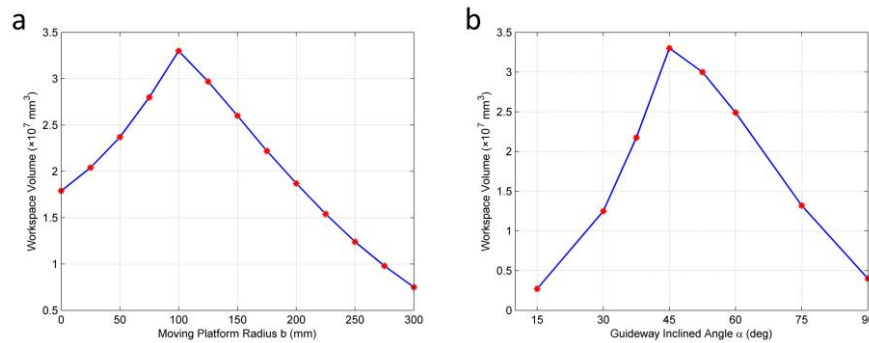 a
3.5
3
2.5
2
1.5
1
0.5
Workspace Volume (×10⁷ mm³)
0 50 100 150 200 250 300
Moving Platform Radius b (mm)
b
3.5
3
2.5
2
1.5
1
0.5
0
Workspace Volume (×10⁷ mm³)
15 30 45 60 75 90
Guideway Inclined Angle α (deg)